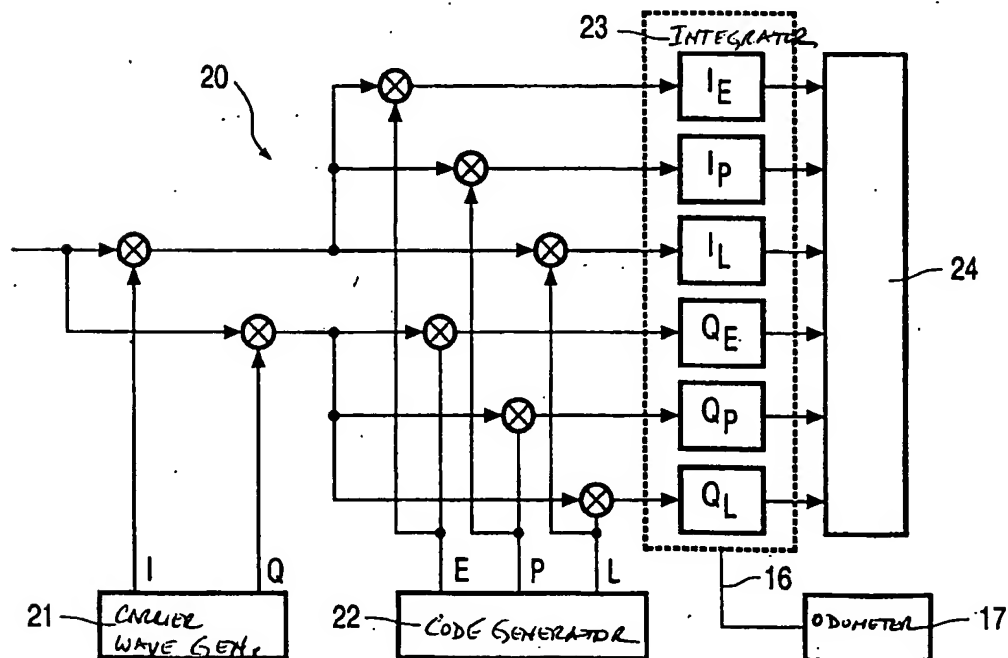 23
INTEGRATOR
20
I_E
I_P
I_L
24
Q_E
Q_P
Q_L
I
Q
E
P
L
16
21
CARRIER
WAVE GEN.
22
CODE GENERATOR
ODOMETER
17